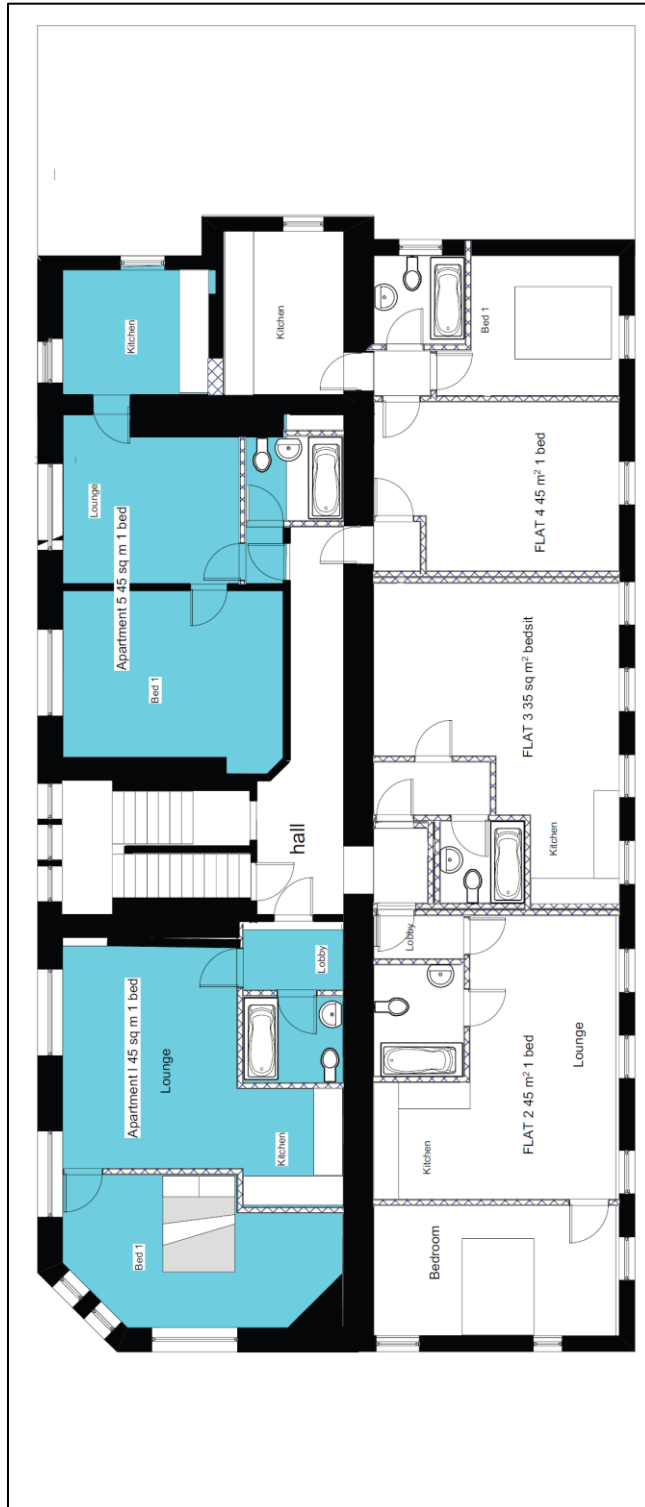 Kitchen
Kitchen
Bed 1
Lounge
Apartment 5 45 sq m 1 bed
FLAT 4 45 m² 1 bed
Bed 1
FLAT 3 35 sq m² bedsit
hall
Kitchen
Lobby
Lobby
Apartment I 45 sq m 1 bed
Lounge
Lounge
FLAT 2 45 m² 1 bed
Kitchen
Kitchen
Bed 1
Bedroom